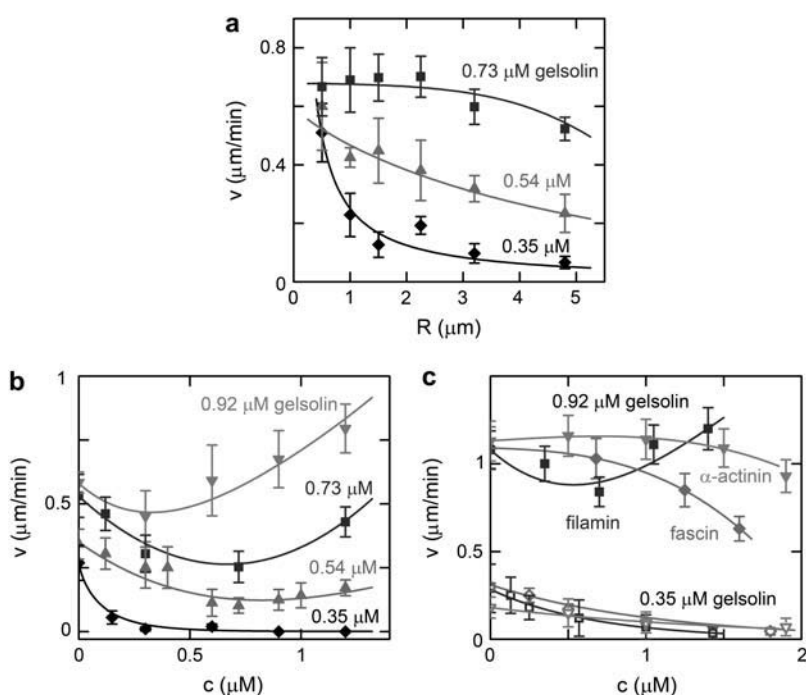 a
0.8
0.73 μM gelsolin
v (μm/min)
0.4
0.54 μM
0.35 μM
0
0 1 2 3 4 5
R (μm)
b
1
0.92 μM gelsolin
v (μm/min)
0.5
0.73 μM
0.54 μM
0.35 μM
0
0 0.5 1
c (μM)
c
0.92 μM gelsolin
v (μm/min)
1
α-actinin
filamin
fascin
0.5
0.35 μM gelsolin
0
0 1 2
c (μM)